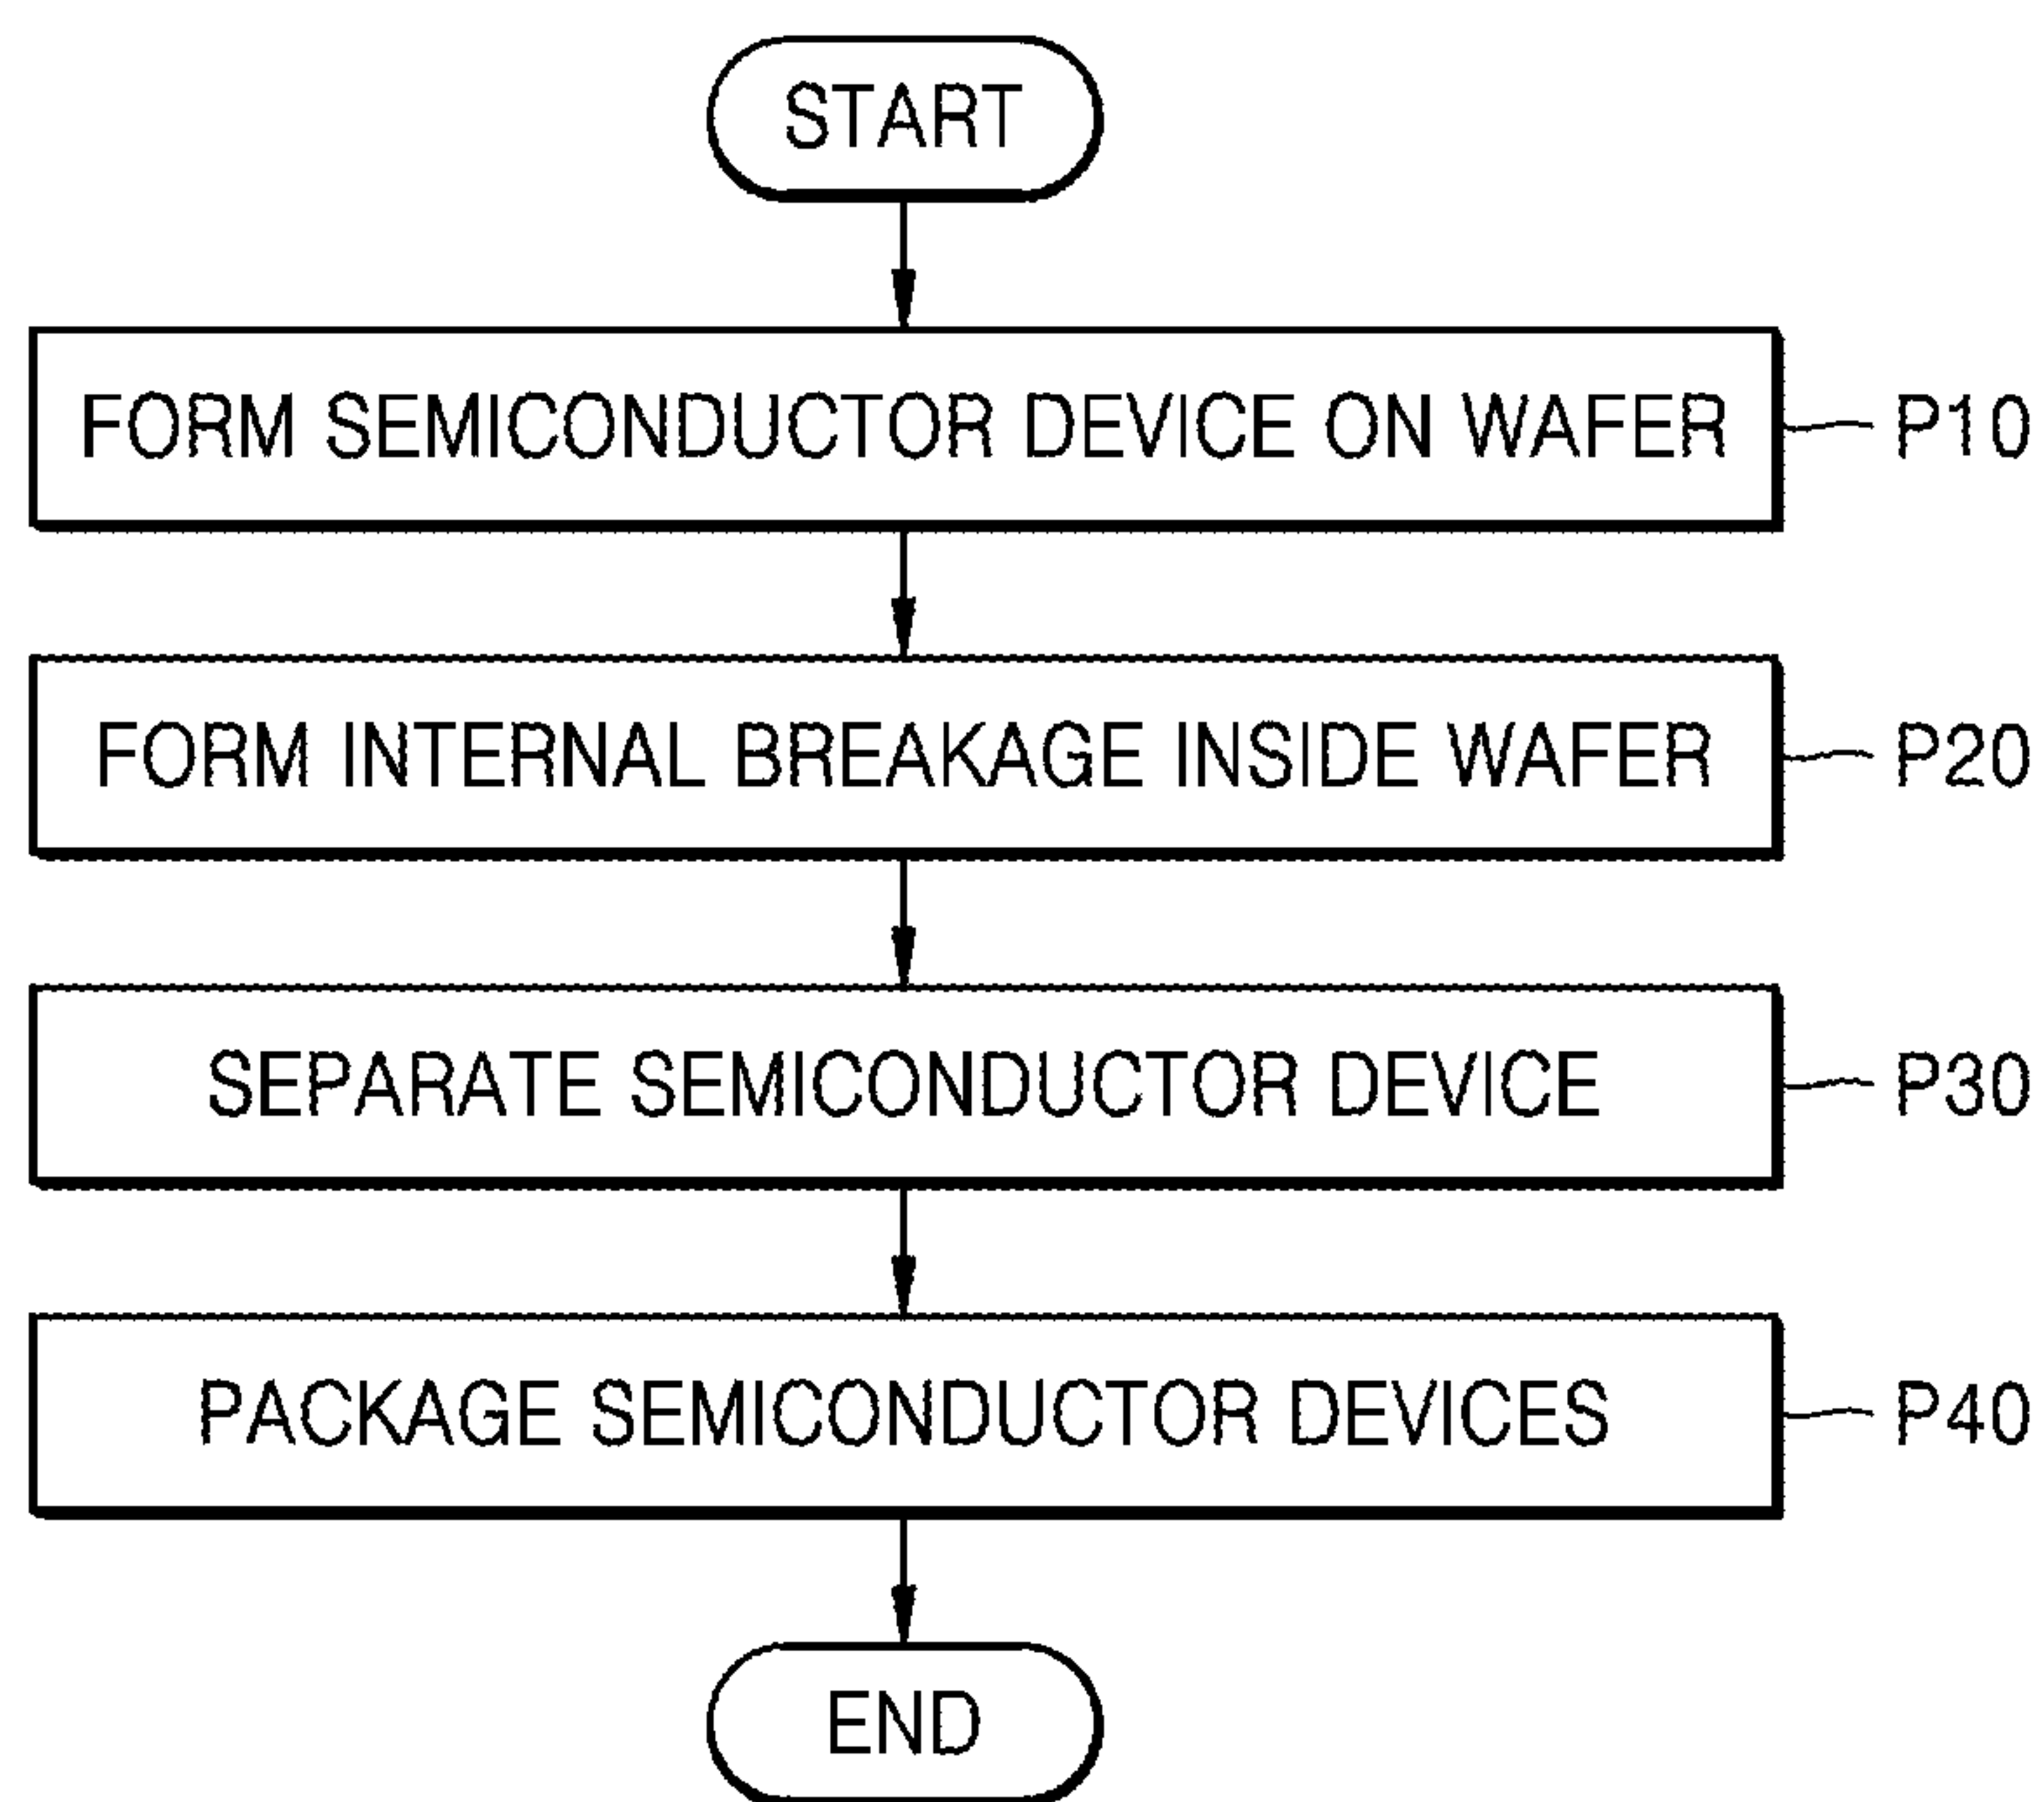 START
FORM SEMICONDUCTOR DEVICE ON WAFER P10
FORM INTERNAL BREAKAGE INSIDE WAFER P20
SEPARATE SEMICONDUCTOR DEVICE P30
PACKAGE SEMICONDUCTOR DEVICES P40
END